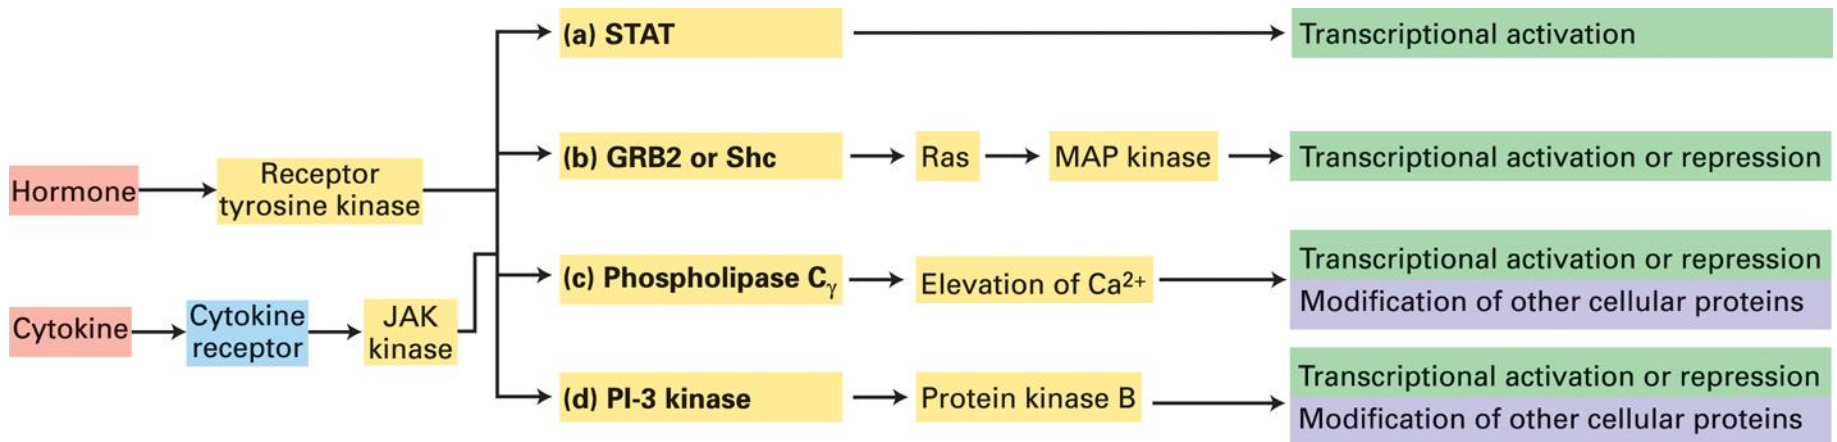 Hormone
Receptor
tyrosine kinase
Cytokine
Cytokine
receptor
JAK
kinase
(a) STAT
Transcriptional activation
(b) GRB2 or Shc
Ras
MAP kinase
Transcriptional activation or repression
(c) Phospholipase Cγ
Elevation of Ca2+
Transcriptional activation or repression
Modification of other cellular proteins
(d) PI-3 kinase
Protein kinase B
Transcriptional activation or repression
Modification of other cellular proteins